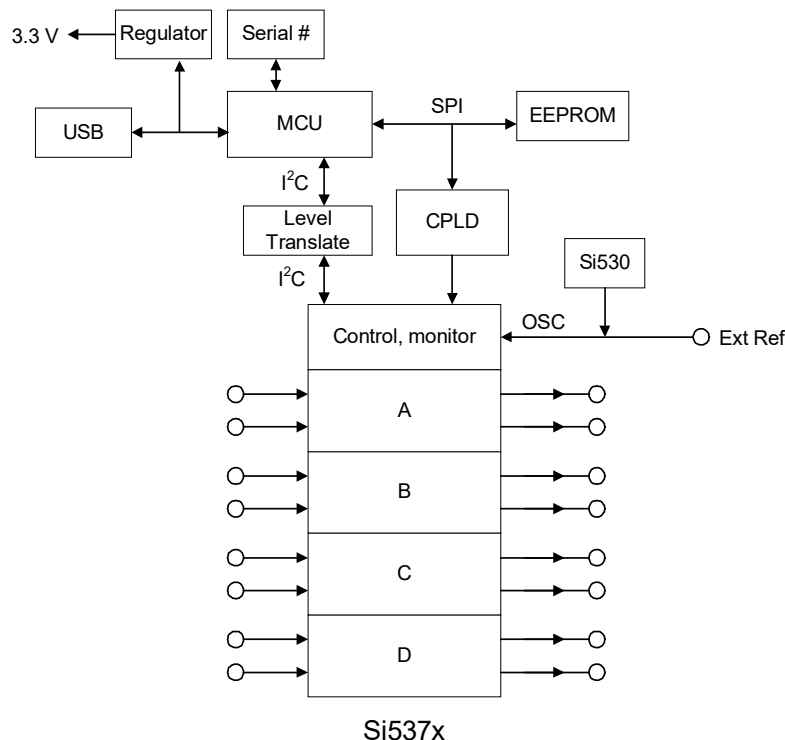 3.3 V
Regulator
Serial #
USB
MCU
SPI
EEPROM
I²C
Level
Translate
CPLD
I²C
Si530
Control, monitor
OSC
Ext Ref
A
B
C
D
Si537x